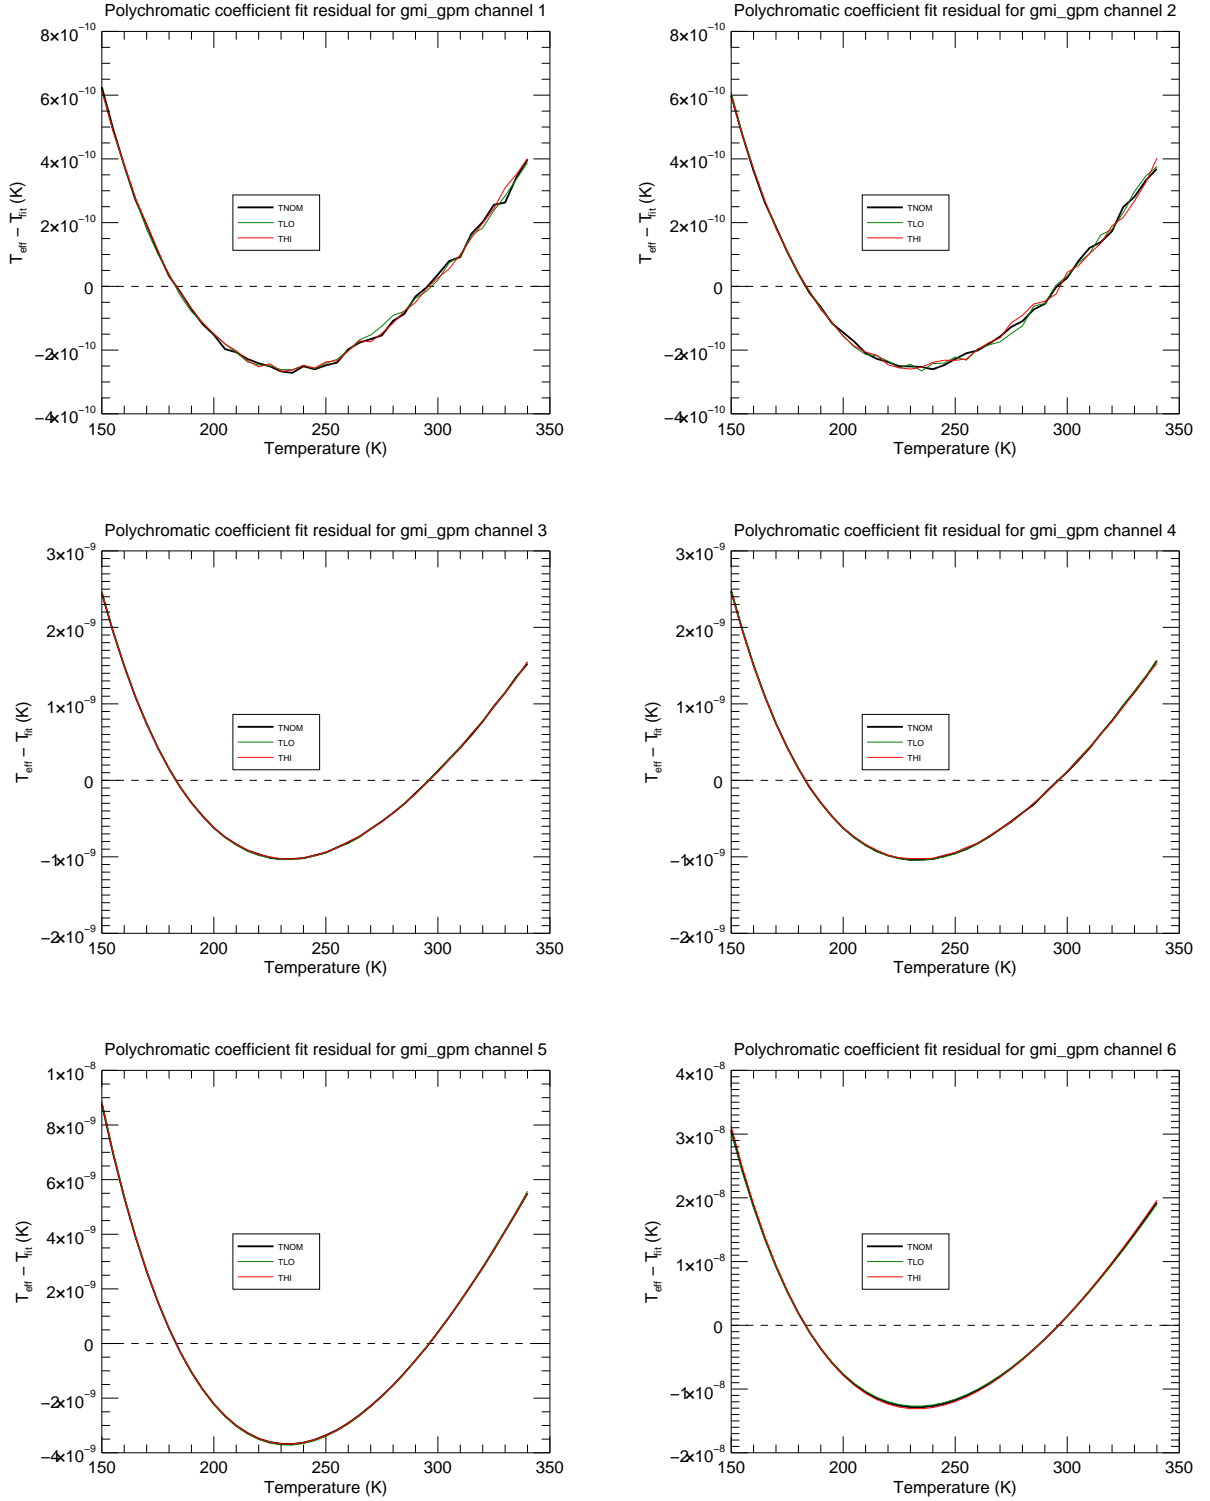 Polychromatic coefficient fit residual for gmi_gpm channel 1
8×10⁻¹⁰
6×10⁻¹⁰
4×10⁻¹⁰
2×10⁻¹⁰
0
−2×10⁻¹⁰
−4×10⁻¹⁰
T_eff − T_fit (K)
TNOM
TLO
THI
150 200 250 300 350
Temperature (K)
Polychromatic coefficient fit residual for gmi_gpm channel 2
8×10⁻¹⁰
6×10⁻¹⁰
4×10⁻¹⁰
2×10⁻¹⁰
0
−2×10⁻¹⁰
−4×10⁻¹⁰
T_eff − T_fit (K)
TNOM
TLO
THI
150 200 250 300 350
Temperature (K)
Polychromatic coefficient fit residual for gmi_gpm channel 3
3×10⁻⁹
2×10⁻⁹
1×10⁻⁹
0
−1×10⁻⁹
−2×10⁻⁹
T_eff − T_fit (K)
TNOM
TLO
THI
150 200 250 300 350
Temperature (K)
Polychromatic coefficient fit residual for gmi_gpm channel 4
3×10⁻⁹
2×10⁻⁹
1×10⁻⁹
0
−1×10⁻⁹
−2×10⁻⁹
T_eff − T_fit (K)
TNOM
TLO
THI
150 200 250 300 350
Temperature (K)
Polychromatic coefficient fit residual for gmi_gpm channel 5
1×10⁻⁸
8×10⁻⁹
6×10⁻⁹
4×10⁻⁹
2×10⁻⁹
0
−2×10⁻⁹
−4×10⁻⁹
T_eff − T_fit (K)
TNOM
TLO
THI
150 200 250 300 350
Temperature (K)
Polychromatic coefficient fit residual for gmi_gpm channel 6
4×10⁻⁸
3×10⁻⁸
2×10⁻⁸
1×10⁻⁸
0
−1×10⁻⁸
−2×10⁻⁸
T_eff − T_fit (K)
TNOM
TLO
THI
150 200 250 300 350
Temperature (K)